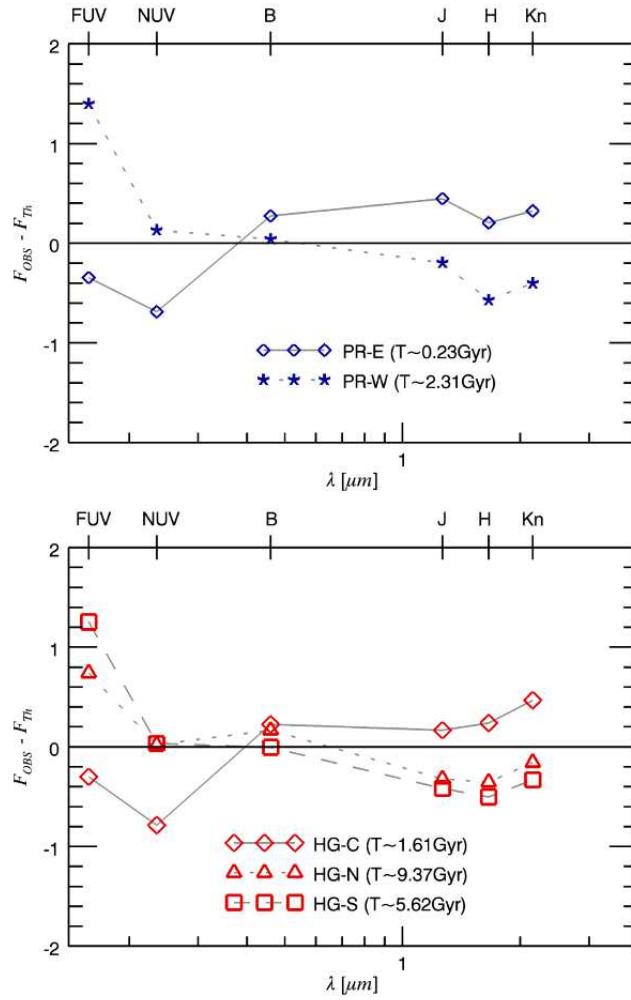 FUV NUV B J H Kn
2
1
0
-1
-2
F_OBS - F_Th
PR-E (T~0.23Gyr)
PR-W (T~2.31Gyr)
1
λ [μm]
FUV NUV B J H Kn
2
1
0
-1
-2
F_OBS - F_Th
HG-C (T~1.61Gyr)
HG-N (T~9.37Gyr)
HG-S (T~5.62Gyr)
1
λ [μm]